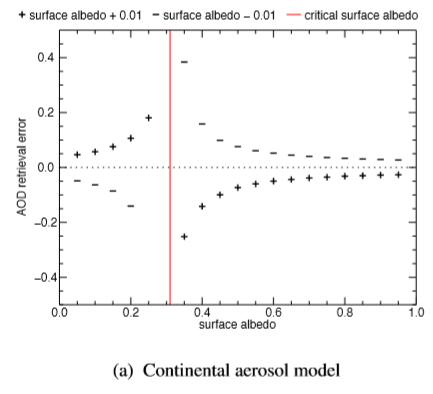 + surface albedo + 0.01 − surface albedo − 0.01 — critical surface albedo
0.4
0.2
0.0
−0.2
−0.4
AOD retrieval error
0.0 0.2 0.4 0.6 0.8 1.0
surface albedo
(a) Continental aerosol model